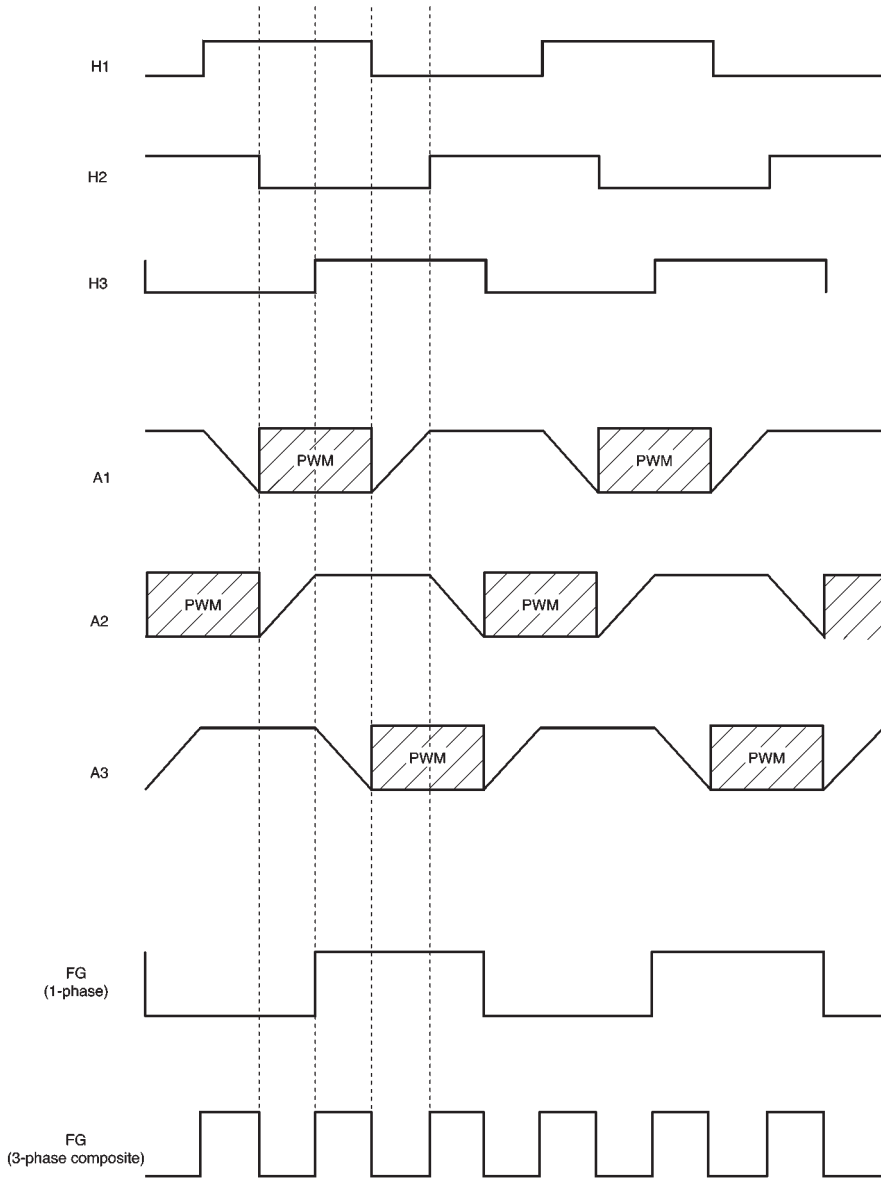 H1
H2
H3
A1
PWM
PWM
A2
PWM
PWM
A3
PWM
PWM
FG
(1-phase)
FG
(3-phase composite)